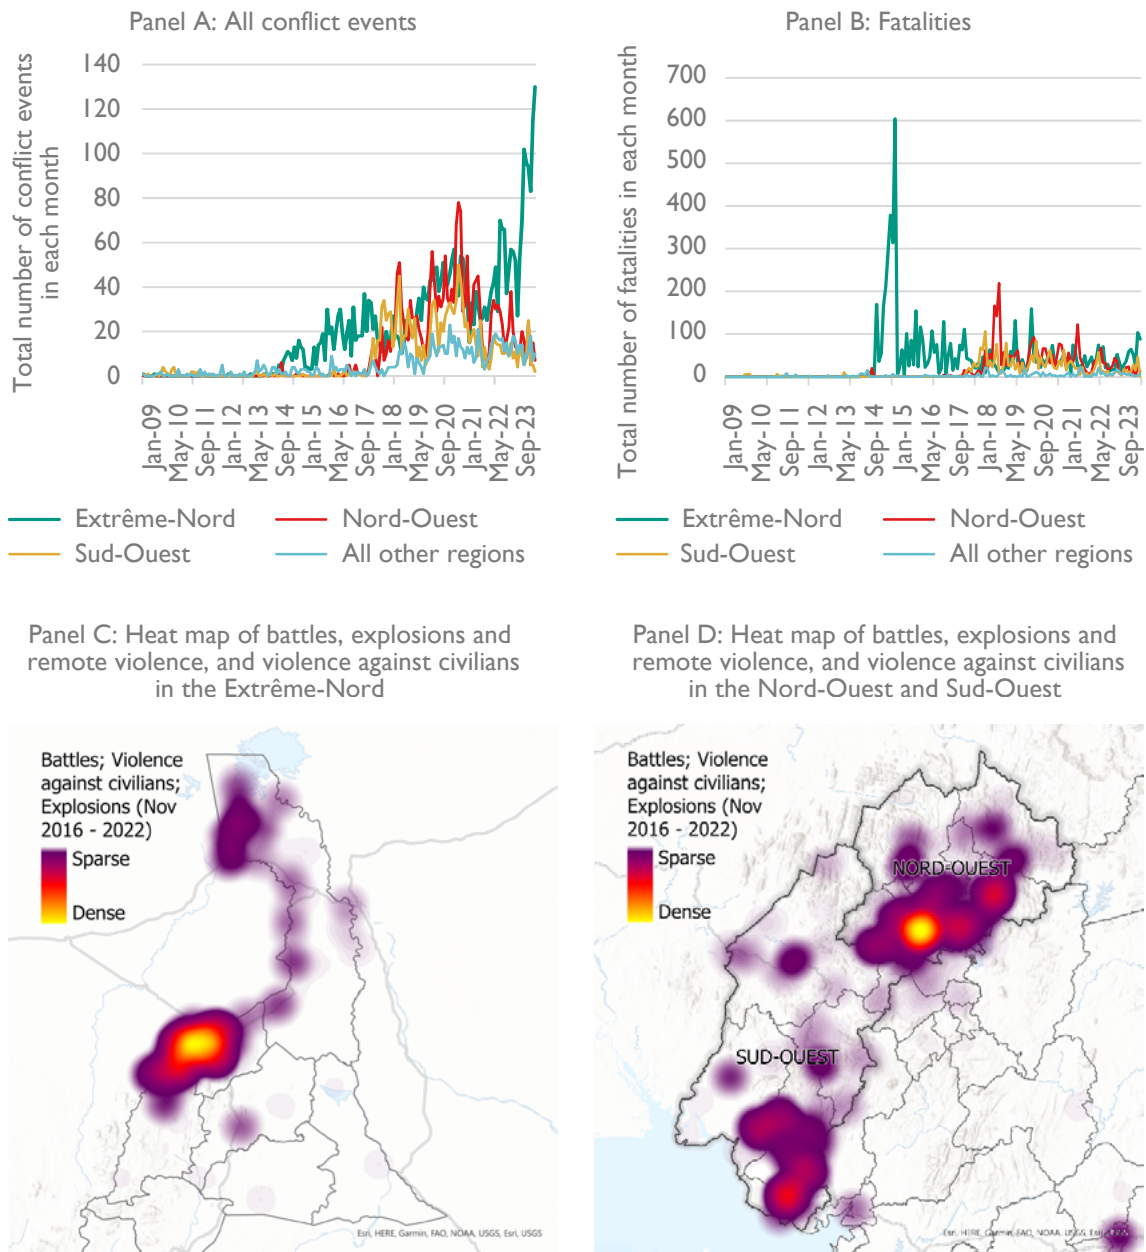 Panel A: All conflict events
Total number of conflict events
in each month
140
120
100
80
60
40
20
0
Jan-09
May-10
Sep-11
Jan-12
May-13
Sep-14
Jan-15
May-16
Sep-17
Jan-18
May-19
Sep-20
Jan-21
May-22
Sep-23
Extrême-Nord
Nord-Ouest
Sud-Ouest
All other regions
Panel B: Fatalities
Total number of fatalities in each month
700
600
500
400
300
200
100
0
Jan-09
May-10
Sep-11
Jan-12
May-13
Sep-14
Jan-15
May-16
Sep-17
Jan-18
May-19
Sep-20
Jan-21
May-22
Sep-23
Extrême-Nord
Nord-Ouest
Sud-Ouest
All other regions
Panel C: Heat map of battles, explosions and
remote violence, and violence against civilians
in the Extrême-Nord
Battles; Violence
against civilians;
Explosions (Nov
2016 - 2022)
Sparse
Dense
Esri, HERE, Garmin, FAO, NOAA, USGS, Esri, USGS
Panel D: Heat map of battles, explosions and
remote violence, and violence against civilians
in the Nord-Ouest and Sud-Ouest
Battles; Violence
against civilians;
Explosions (Nov
2016 - 2022)
Sparse
Dense
NORD-OUEST
SUD-OUEST
Esri, HERE, Garmin, FAO, NOAA, USGS, Esri, USGS